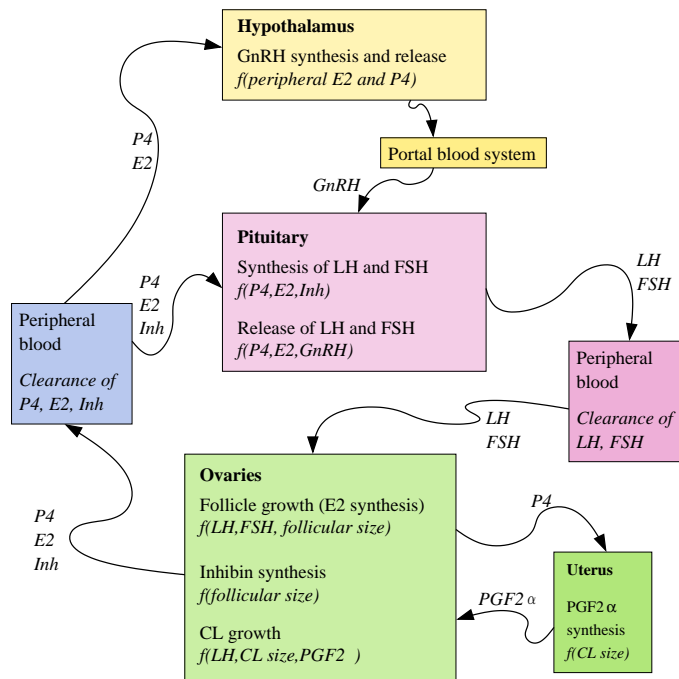 Hypothalamus
GnRH synthesis and release
f(peripheral E2 and P4)
P4
E2
Portal blood system
GnRH
Pituitary
Synthesis of LH and FSH
f(P4,E2,Inh)
Release of LH and FSH
f(P4,E2,GnRH)
P4
E2
Inh
LH
FSH
Peripheral
blood
Clearance of
P4, E2, Inh
Peripheral
blood
Clearance of
LH, FSH
LH
FSH
Ovaries
Follicle growth (E2 synthesis)
f(LH,FSH, follicular size)
Inhibin synthesis
f(follicular size)
CL growth
f(LH,CL size,PGF2 )
P4
E2
Inh
P4
PGF2 α
Uterus
PGF2 α
synthesis
f(CL size)